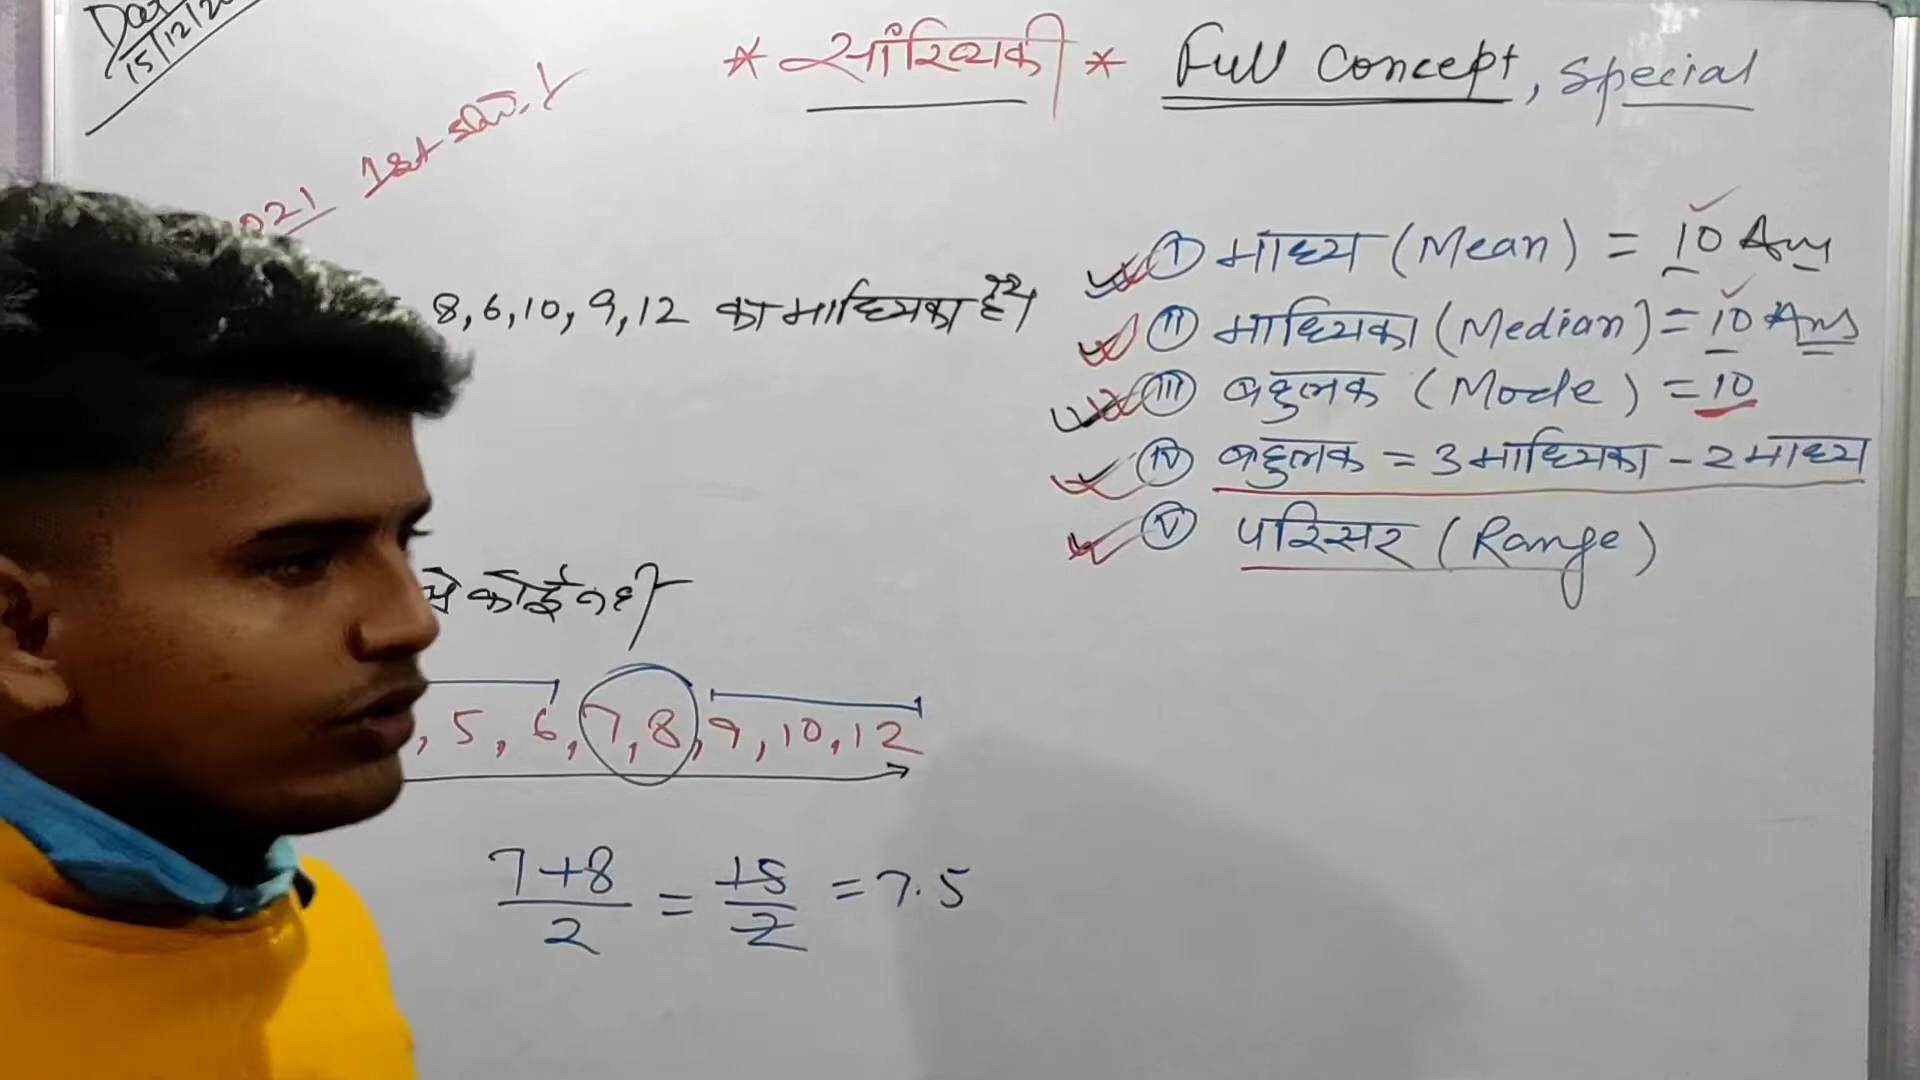 15/12/20
* सांख्यिकी * Full Concept, Special
2021 1st sht.
8, 6, 10, 9, 12 का माध्यिका है?
① माध्य (Mean) = 10 Ans
② माध्यिका (Median) = 10 Ans
③ बहुलक (Mode) = 10
④ बहुलक = 3 माध्यिका - 2 माध्य
⑤ परिसर (Range)
से कोई नहीं
, 5, 6, 7, 8, 9, 10, 12
7+8/2 = 15/2 = 7.5